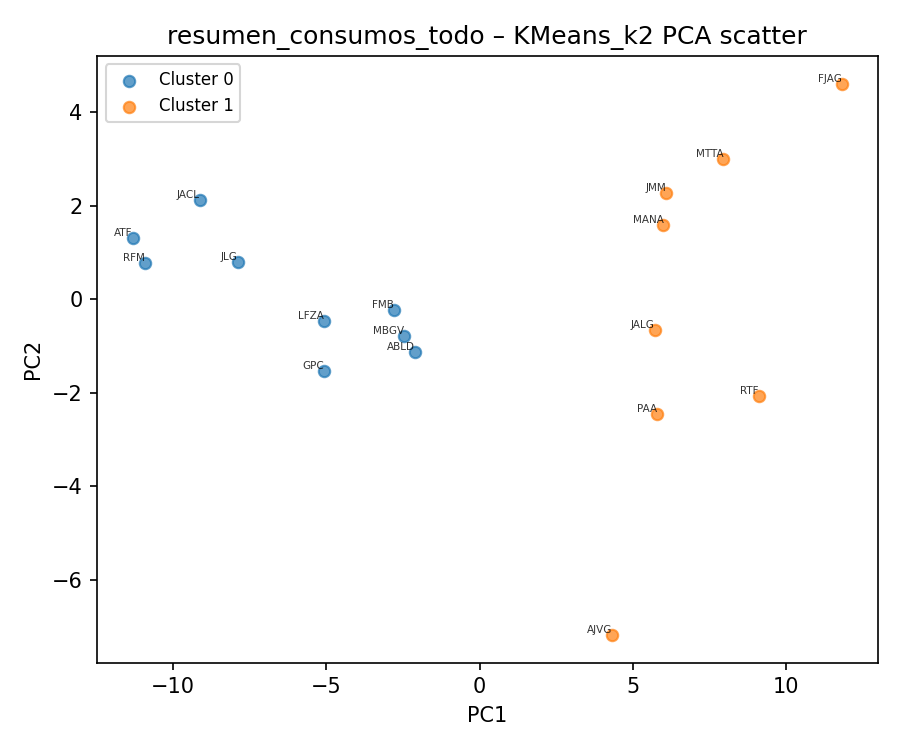 resumen_consumos_todo – KMeans_k2 PCA scatter
Cluster 0
Cluster 1
FJAG
MTTA
JMM
JACL
MANA
ATF
RFM
JLG
FMB
LFZA
JALG
MBGV
ABLD
GPC
RTF
PAA
AJVG
4
2
0
−2
−4
−6
PC2
−10
−5
0
5
10
PC1